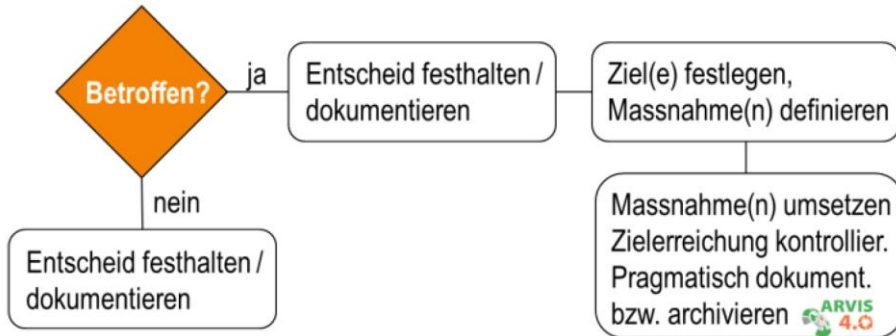 Betroffen?
ja
Entscheid festhalten /
dokumentieren
Ziel(e) festlegen,
Massnahme(n) definieren
nein
Entscheid festhalten /
dokumentieren
Massnahme(n) umsetzen
Zielerreichung kontrollier.
Pragmatisch dokument.
bzw. archivieren
ARVIS
4.0